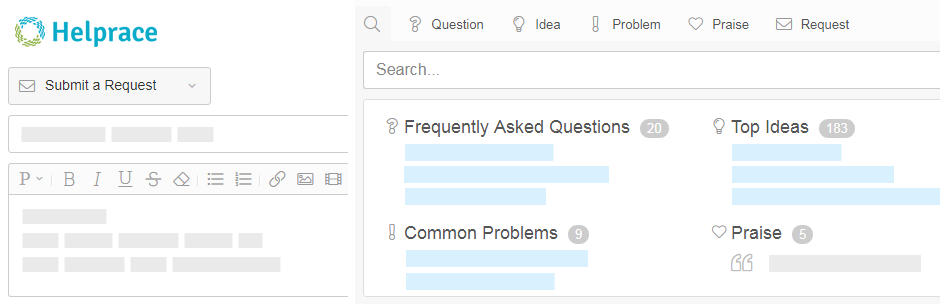 Helprace
Submit a Request
P B I U S
Question Idea Problem Praise Request
Search...
Frequently Asked Questions 20
Top Ideas 183
Common Problems 9
Praise 5